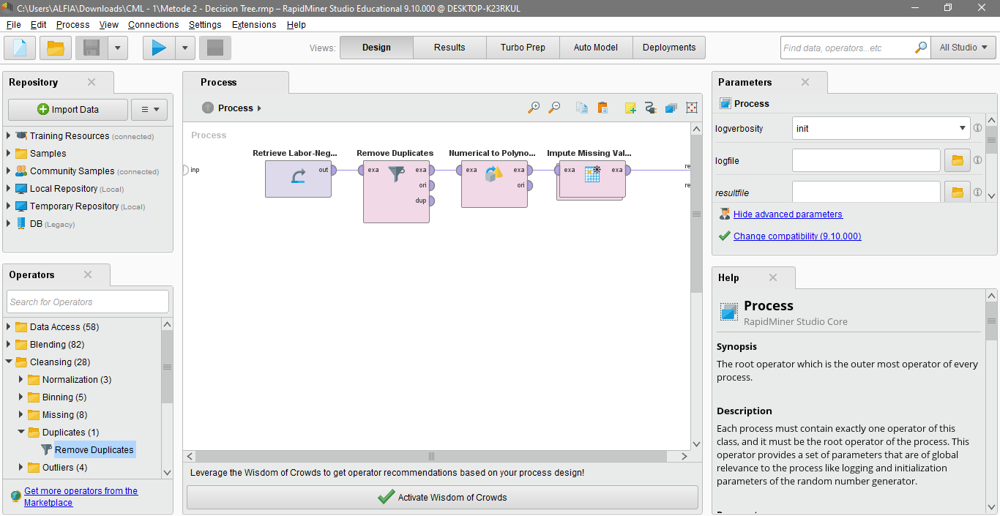 C:\Users\ALFIA\Downloads\CML - 1\Metode 2 - Decision Tree.rmp – RapidMiner Studio Educational 9.10.000 @ DESKTOP-K23RKUL
File Edit Process View Connections Settings Extensions Help
Views: Design Results Turbo Prep Auto Model Deployments Find data, operators...etc All Studio
Repository
Import Data
Training Resources (connected)
Samples
Community Samples (connected)
Local Repository (Local)
Temporary Repository (Local)
DB (Legacy)
Operators
Search for Operators
Data Access (58)
Blending (82)
Cleansing (28)
Normalization (3)
Binning (5)
Missing (8)
Duplicates (1)
Remove Duplicates
Outliers (4)
Get more operators from the
Marketplace
Process
Process
Process
Retrieve Labor-Neg... Remove Duplicates Numerical to Polyno... Impute Missing Val...
inp out exa exa exa exa exa exa re
ori ori re
dup
Leverage the Wisdom of Crowds to get operator recommendations based on your process design!
Activate Wisdom of Crowds
Parameters
Process
logverbosity init
logfile
resultfile
Hide advanced parameters
Change compatibility (9.10.000)
Help
Process
RapidMiner Studio Core
Synopsis
The root operator which is the outer most operator of every
process.
Description
Each process must contain exactly one operator of this
class, and it must be the root operator of the process. This
operator provides a set of parameters that are of global
relevance to the process like logging and initialization
parameters of the random number generator.